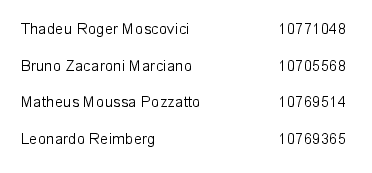 Thadeu Roger Moscovici 10771048
Bruno Zacaroni Marciano 10705568
Matheus Moussa Pozzatto 10769514
Leonardo Reimberg 10769365